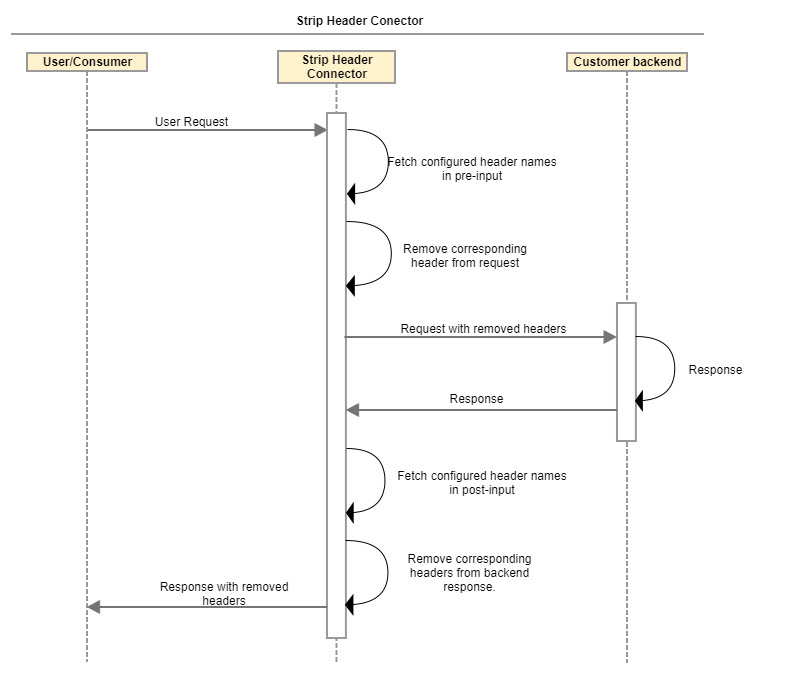 Strip Header Conector
User/Consumer
Strip Header
Connector
Customer backend
User Request
Fetch configured header names
in pre-input
Remove corresponding
header from request
Request with removed headers
Response
Response
Fetch configured header names
in post-input
Remove corresponding
headers from backend
response.
Response with removed
headers